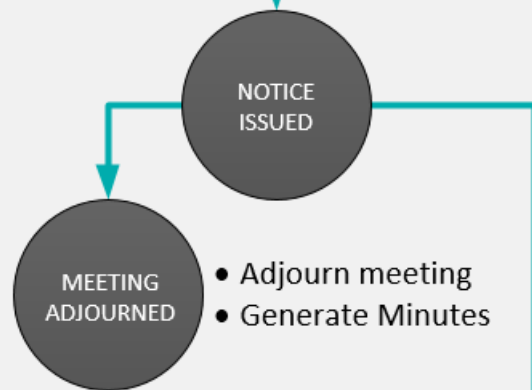 NOTICE
ISSUED
MEETING
ADJOURNED
• Adjourn meeting
• Generate Minutes